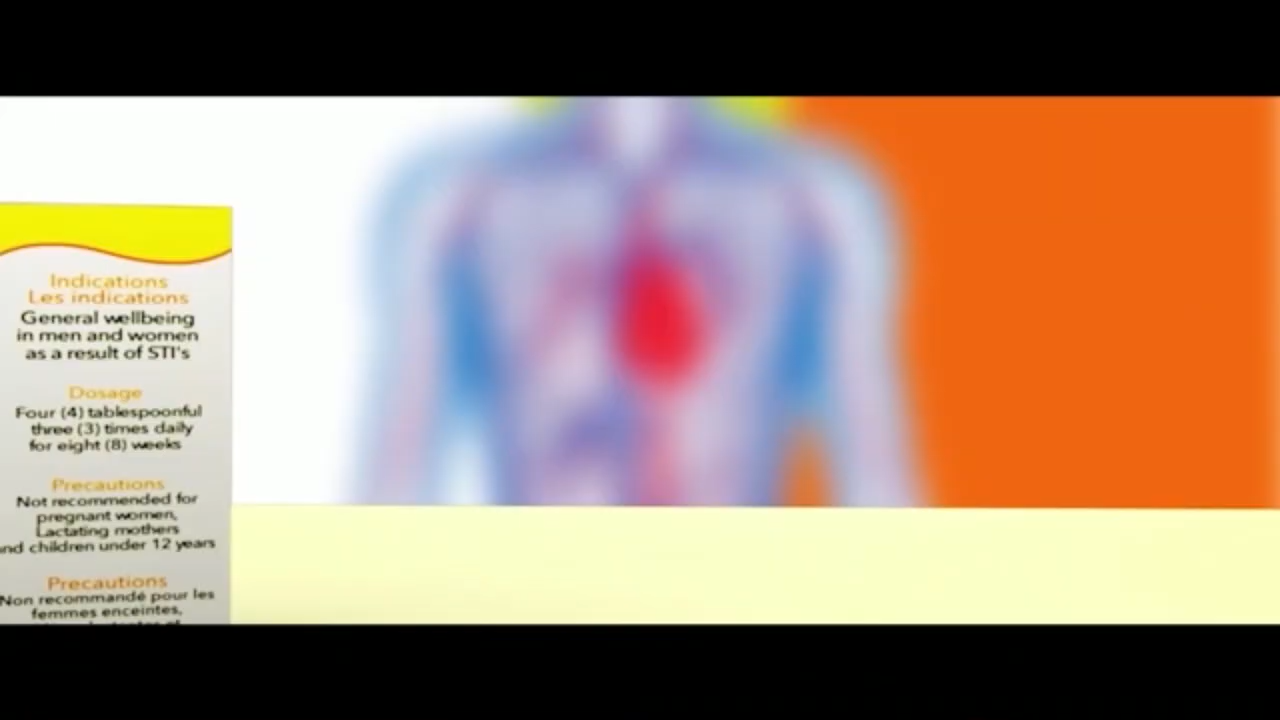 Indications
Les indications
General wellbeing
in men and women
as a result of STI's
Dosage
Four (4) tablespoonful
three (3) times daily
for eight (8) weeks
Precautions
Not recommended for
pregnant women,
Lactating mothers
nd children under 12 years
Precautions
Non recommandé pour les
femmes enceintes,